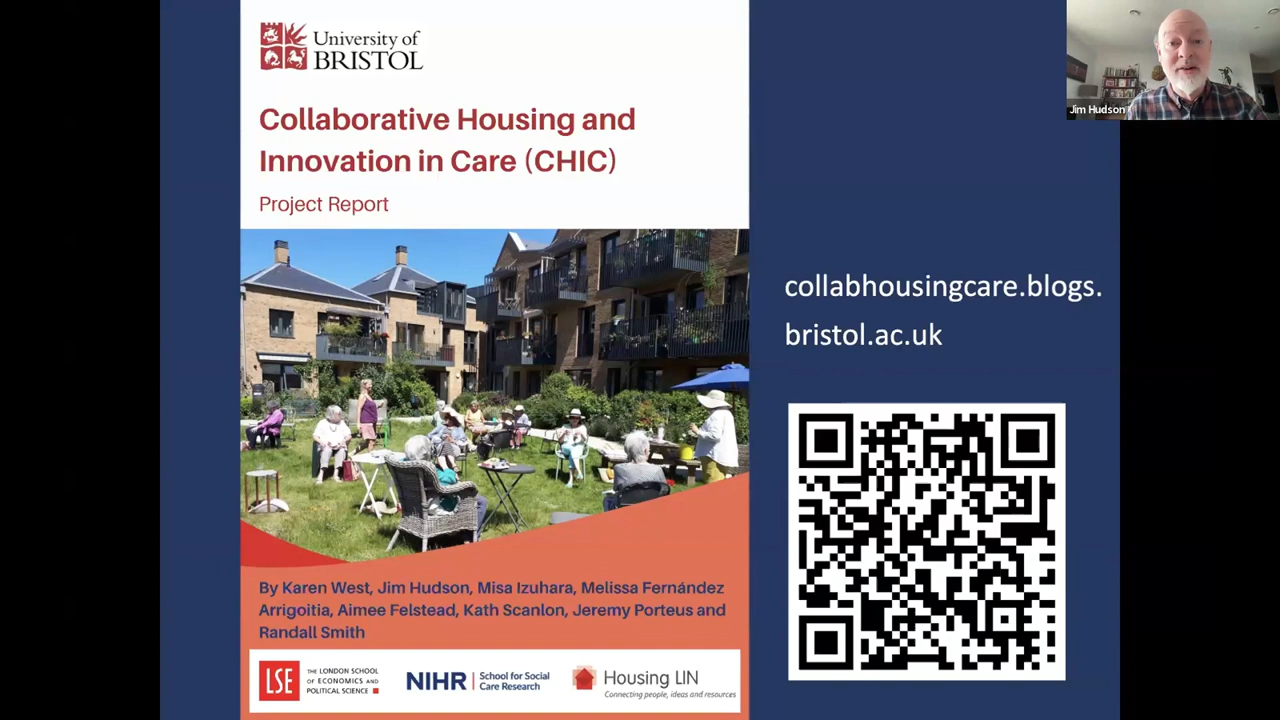 University of
BRISTOL
Collaborative Housing and
Innovation in Care (CHIC)
Project Report
Jim Hudson
collabhousingcare.blogs.
bristol.ac.uk
By Karen West, Jim Hudson, Misa Izuhara, Melissa Fernández
Arrigoitia, Aimee Felstead, Kath Scanlon, Jeremy Porteus and
Randall Smith
LSE
THE LONDON SCHOOL
OF ECONOMICS AND
POLITICAL SCIENCE
NIHR
School for Social
Care Research
Housing LIN
Connecting people, ideas and resources